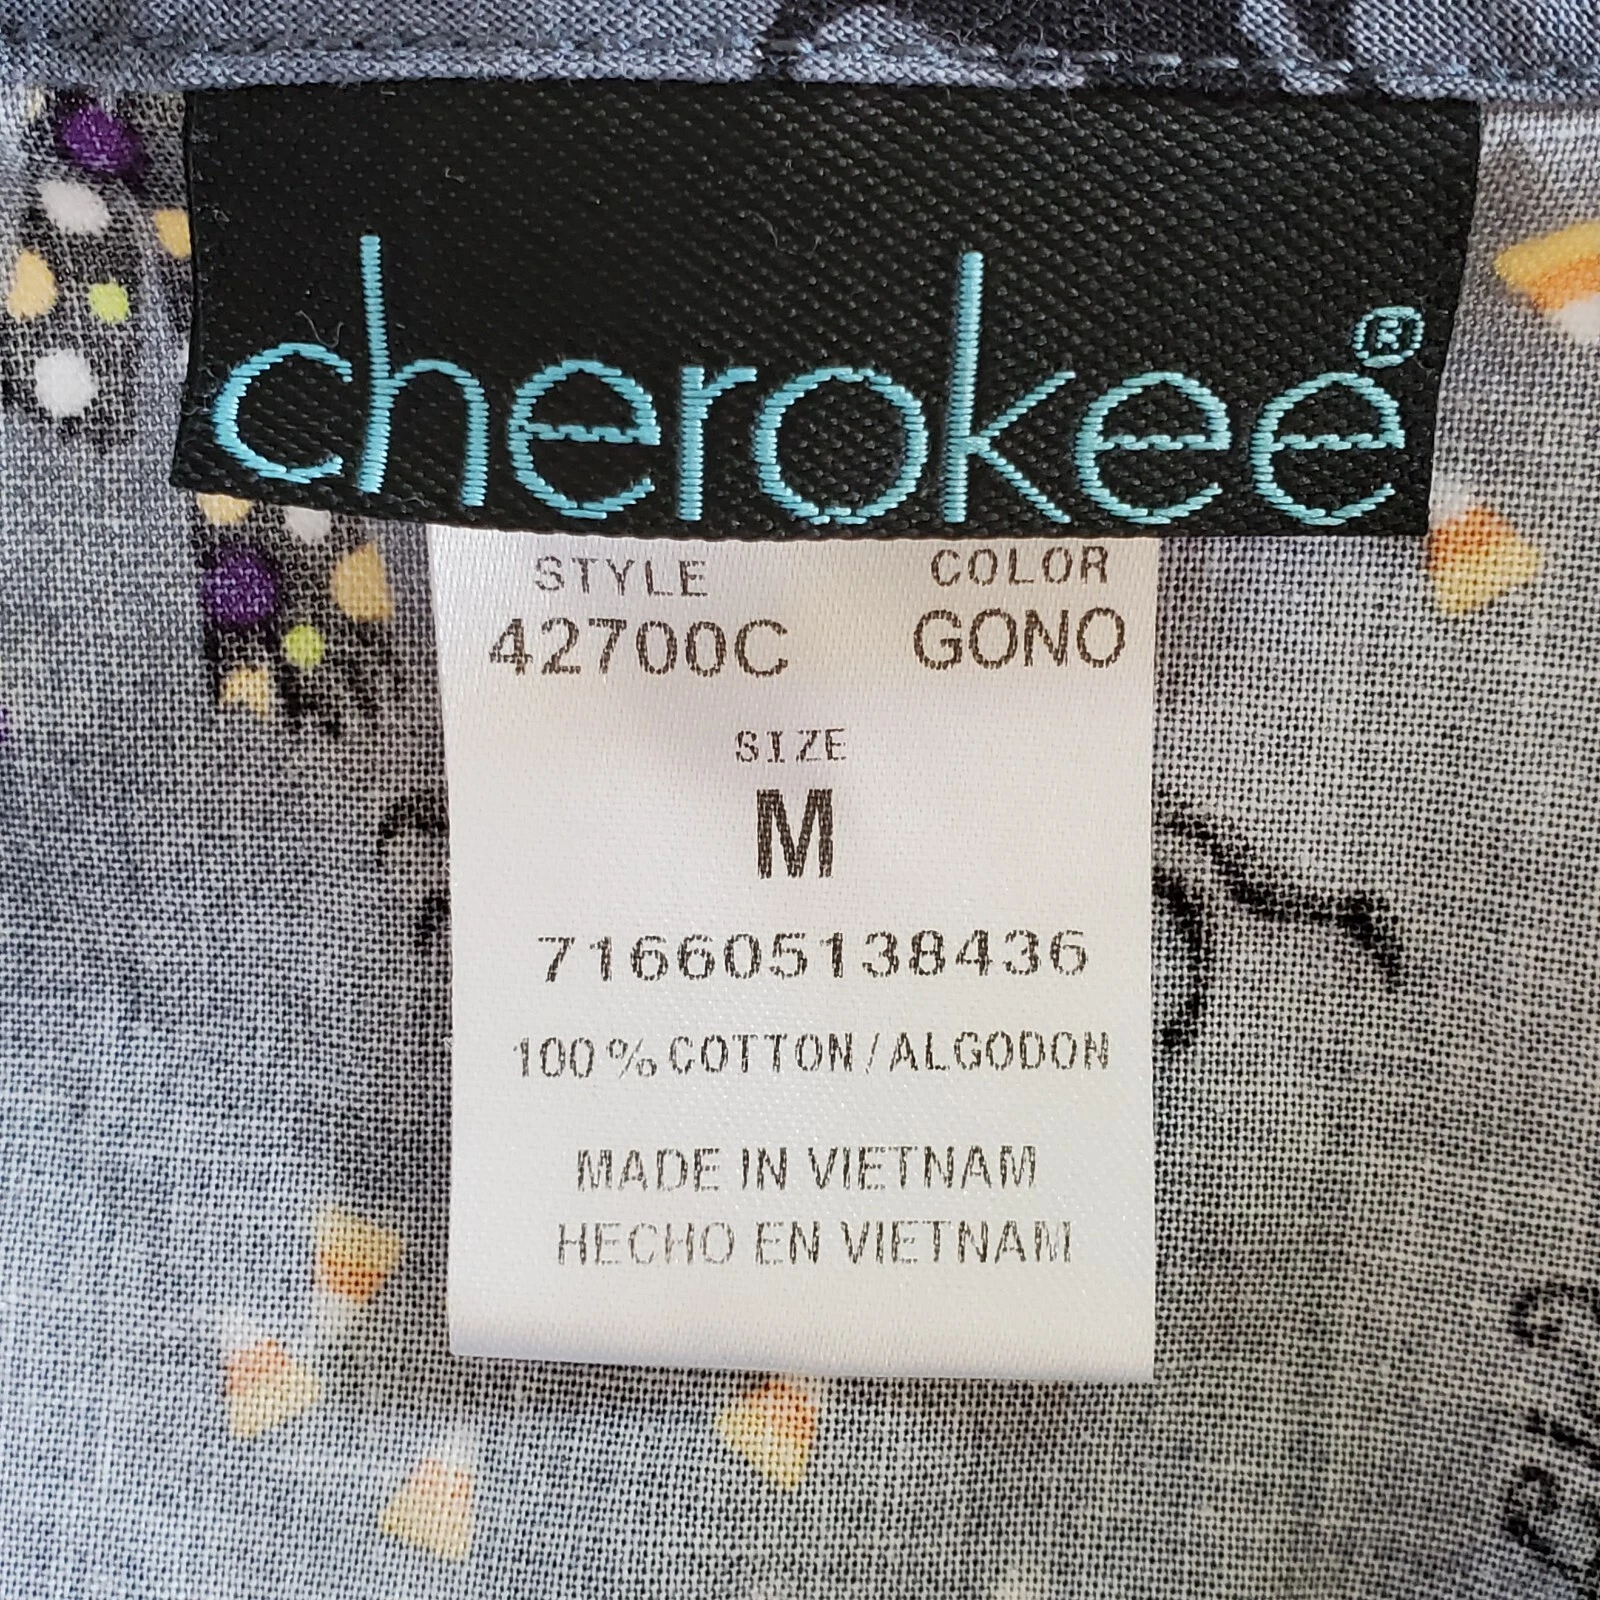 cherokee®
STYLE COLOR
42700C GONO
SIZE
M
716605138436
100% COTTON/ALGODON
MADE IN VIETNAM
HECHO EN VIETNAM